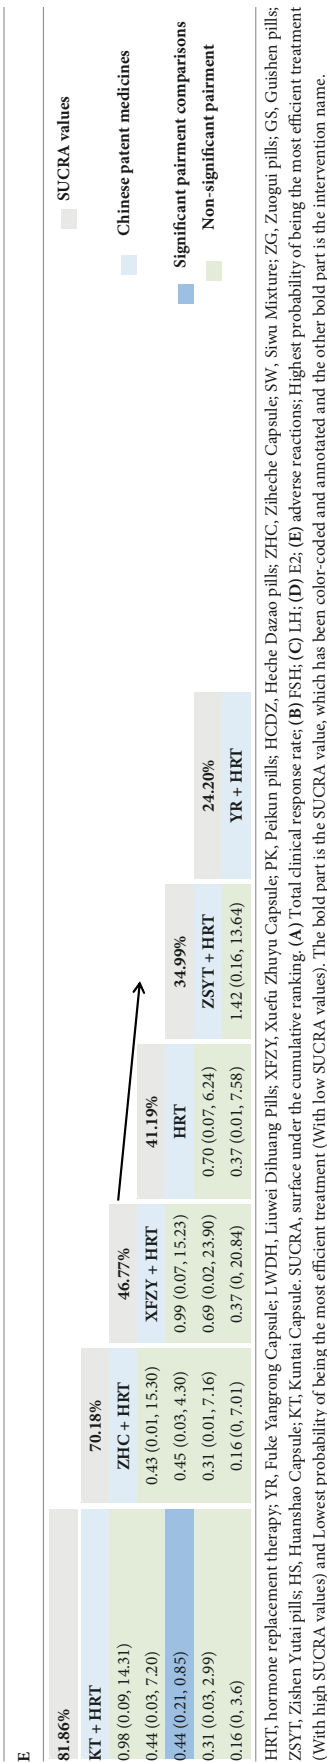 E
81.86%
KT + HRT 70.18%
0.98 (0.09, 14.31) ZHC + HRT 46.77%
0.44 (0.03, 7.20) 0.43 (0.01, 15.30) XFZY + HRT 41.19%
0.44 (0.21, 0.85) 0.45 (0.03, 4.30) 0.99 (0.07, 15.23) HRT 34.99%
0.31 (0.03, 2.99) 0.31 (0.01, 7.16) 0.69 (0.02, 23.90) 0.70 (0.07, 6.24) ZSYT + HRT 24.20%
0.16 (0, 3.6) 0.16 (0, 7.01) 0.37 (0, 20.84) 0.37 (0.01, 7.58) 1.42 (0.16, 13.64) YR + HRT
SUCRA values
Chinese patent medicines
Significant pairment comparisons
Non-significant pairment
HRT, hormone replacement therapy; YR, Fuke Yangrong Capsule; LWDH, Liuwei Dihuang Pills; XFZY, Xuefu Zhuyu Capsule; PK, Peikun pills; HCDZ, Heche Dazao pills; ZHC, Ziheche Capsule; SW, Siwu Mixture; ZG, Zuogui pills; GS, Guishen pills;
ZSYT, Zishen Yutai pills; HS, Huanshao Capsule; KT, Kuntai Capsule. SUCRA, surface under the cumulative ranking. (A) Total clinical response rate; (B) FSH; (C) LH; (D) E2; (E) adverse reactions; Highest probability of being the most efficient treatment
(With high SUCRA values) and Lowest probability of being the most efficient treatment (With low SUCRA values). The bold part is the SUCRA value, which has been color-coded and annotated and the other bold part is the intervention name.